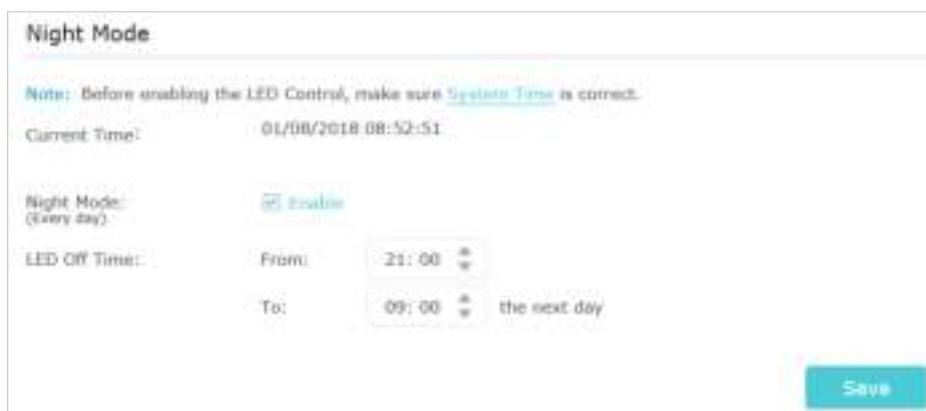 Night Mode
Note: Before enabling the LED Control, make sure System Time is correct.
Current Time: 01/08/2018 08:52:51
Night Mode: Enable
(Every day)
LED Off Time: From: 21: 00
To: 09: 00 the next day
Save